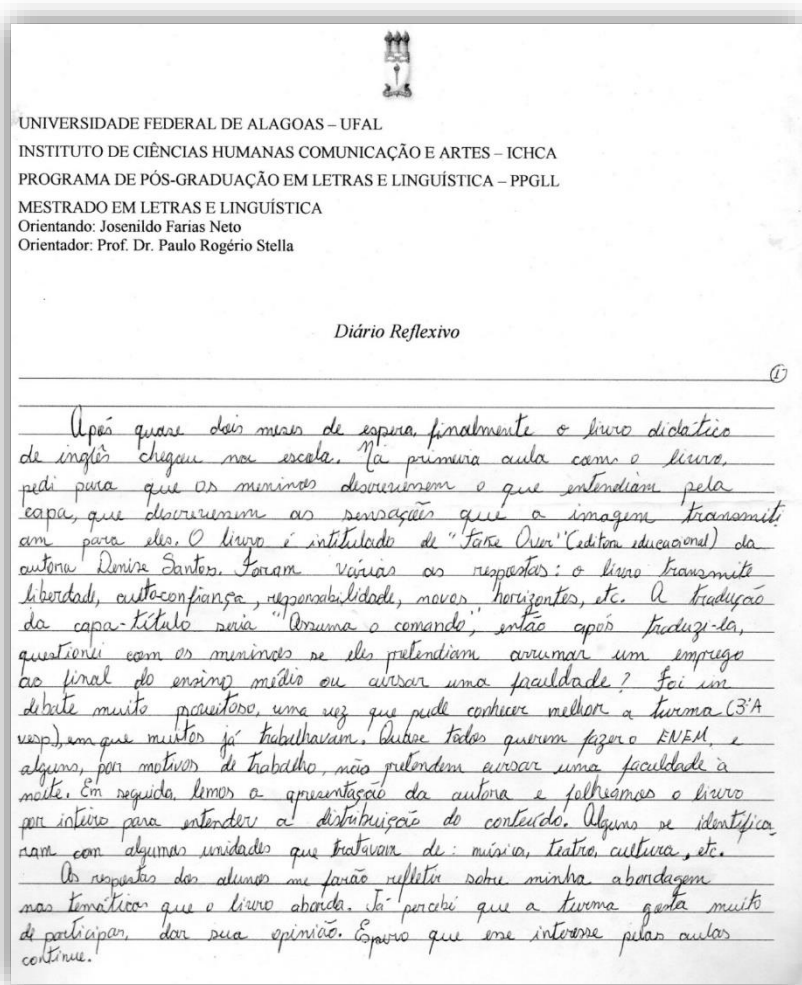 UNIVERSIDADE FEDERAL DE ALAGOAS – UFAL
INSTITUTO DE CIÊNCIAS HUMANAS COMUNICAÇÃO E ARTES – ICHCA
PROGRAMA DE PÓS-GRADUAÇÃO EM LETRAS E LINGUÍSTICA – PPGLL
MESTRADO EM LETRAS E LINGUÍSTICA
Orientando: Josenildo Farias Neto
Orientador: Prof. Dr. Paulo Rogério Stella
Diário Reflexivo
1
Após quase dois meses de espera, finalmente o livro didático
de inglês chegou na escola. Na primeira aula com o livro,
pedi para que os meninos descrevessem o que entendiam pela
capa, que descrevessem as sensações que a imagem transmiti
am para eles. O livro é intitulado de "Take Over" (editora educacional) da
autora Denise Santos. Foram várias as respostas: o livro transmite
liberdade, autoconfiança, responsabilidade, novos horizontes, etc. A tradução
da capa-título seria "Assuma o comando", então após traduzi-la,
questionei com os meninos se eles pretendiam arrumar um emprego
ao final do ensino médio ou cursar uma faculdade? Foi um
debate muito proveitoso, uma vez que pude conhecer melhor a turma (3ºA
vesp), em que muitos já trabalhavam. Quase todos querem fazer o ENEM, e
alguns, por motivos de trabalho, não pretendem cursar uma faculdade à
noite. Em seguida, lemos a apresentação da autora e folheamos o livro
por inteiro para entender a distribuição do conteúdo. Alguns se identifica
ram com algumas unidades que tratavam de: música, teatro, cultura, etc.
As respostas dos alunos me farão refletir sobre minha abordagem
nas temáticas que o livro aborda. Já percebi que a turma gosta muito
de participar, dar sua opinião. Espero que esse interesse pelas aulas
continue.